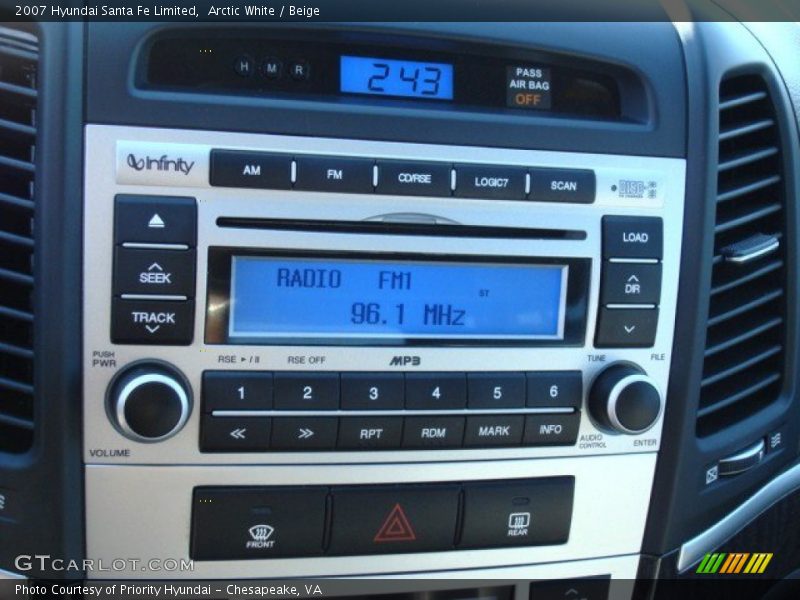 2007 Hyundai Santa Fe Limited,  Arctic White / Beige
H M R
243
PASS
AIR BAG
OFF
Infinity
AM FM CD/RSE LOGIC7 SCAN
DISC
LOAD
SEEK
DIR
RADIO FM1
ST
96.1 MHz
TRACK
PUSH
PWR
RSE ►/II RSE OFF MP3 TUNE FILE
1 2 3 4 5 6
≪ ≫ RPT RDM MARK INFO
VOLUME
AUDIO
CONTROL
ENTER
FRONT
REAR
GTCARLOT.COM
Photo Courtesy of Priority Hyundai - Chesapeake, VA